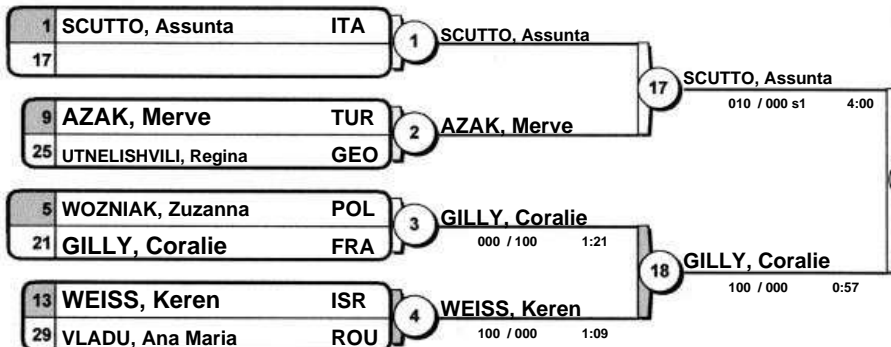 1 SCUTTO, Assunta ITA
17
1
SCUTTO, Assunta
9 AZAK, Merve TUR
25 UTNELISHVILI, Regina GEO
2
AZAK, Merve
17
SCUTTO, Assunta
010 / 000 s1 4:00
5 WOZNIAK, Zuzanna POL
21 GILLY, Coralie FRA
3
GILLY, Coralie
000 / 100 1:21
13 WEISS, Keren ISR
29 VLADU, Ana Maria ROU
4
WEISS, Keren
100 / 000 1:09
18
GILLY, Coralie
100 / 000 0:57